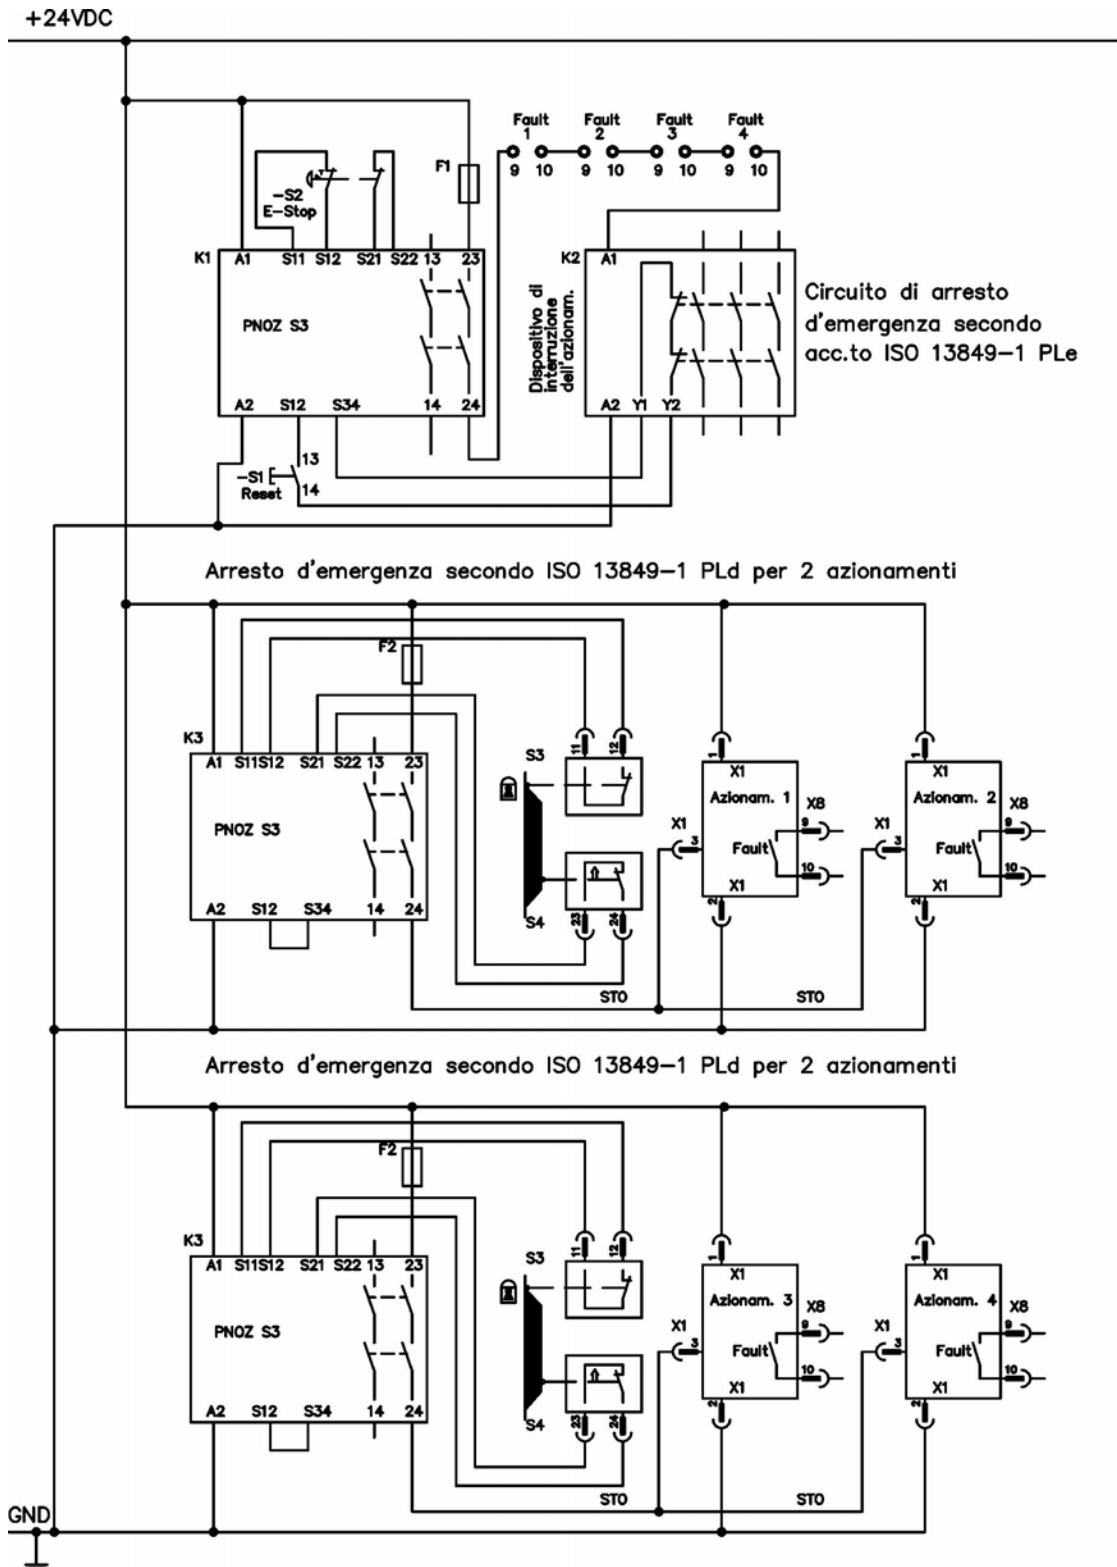 +24VDC
Fault 1
Fault 2
Fault 3
Fault 4
9 10 9 10 9 10 9 10
F1
-S2
E-Stop
K1
A1 S11 S12 S21 S22 13 23
PNOZ S3
A2 S12 S34 14 24
K2
A1
Dispositivo di
interruzione
dell'azionam.
A2 Y1 Y2
Circuito di arresto
d'emergenza secondo
acc.to ISO 13849-1 PLe
-S1
Reset
13
14
Arresto d'emergenza secondo ISO 13849-1 PLd per 2 azionamenti
F2
K3
A1 S11 S12 S21 S22 13 23
PNOZ S3
A2 S12 S34 14 24
S3
11 12
S4
23 24
1
X1
Azionam. 1
X8
9
X1
3
Fault
10
X1
2
1
X1
Azionam. 2
X8
9
X1
3
Fault
10
X1
2
STO
STO
Arresto d'emergenza secondo ISO 13849-1 PLd per 2 azionamenti
F2
K3
A1 S11 S12 S21 S22 13 23
PNOZ S3
A2 S12 S34 14 24
S3
11 12
S4
23 24
1
X1
Azionam. 3
X8
9
X1
3
Fault
10
X1
2
1
X1
Azionam. 4
X8
9
X1
3
Fault
10
X1
2
STO
STO
GND